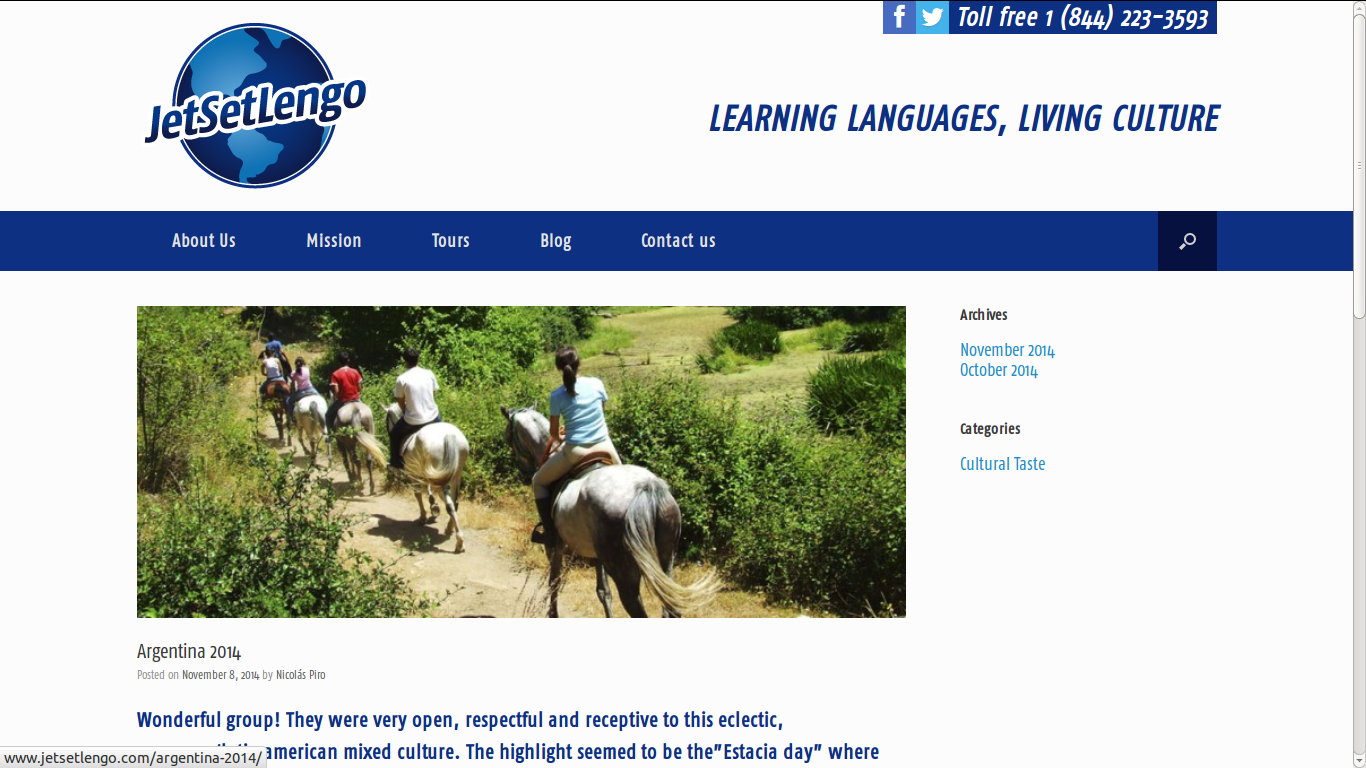 Toll free 1 (844) 223-3593
JetSetLengo
LEARNING LANGUAGES, LIVING CULTURE
About Us
Mission
Tours
Blog
Contact us
Archives
November 2014
October 2014
Categories
Cultural Taste
Argentina 2014
Posted on November 8, 2014 by Nicolás Piro
Wonderful group! They were very open, respectful and receptive to this eclectic,
american mixed culture. The highlight seemed to be the"Estacia day" where
www.jetsetlengo.com/argentina-2014/